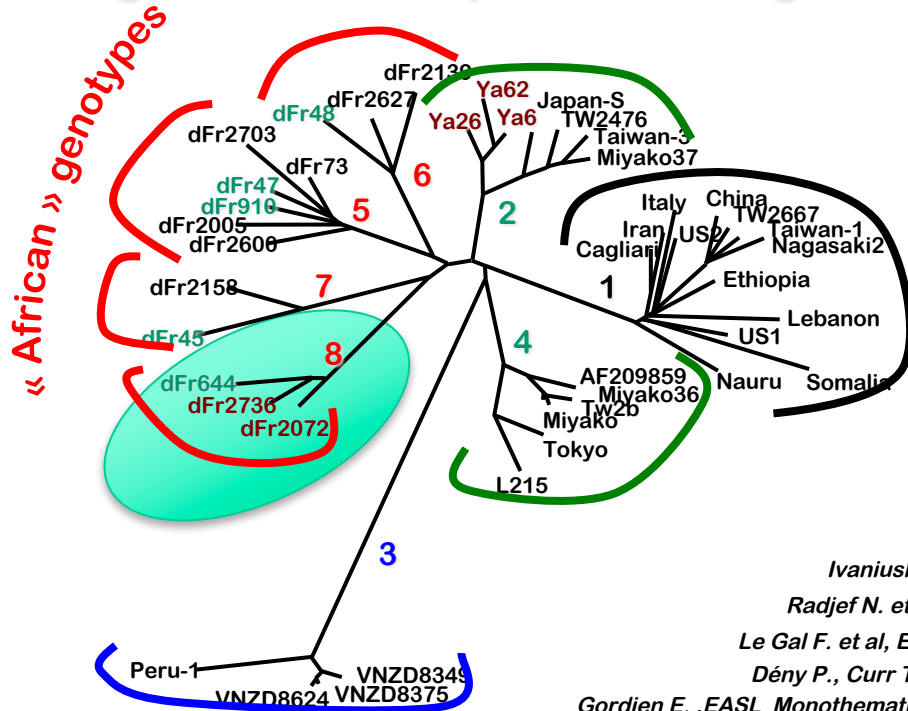 « African » genotypes
dFr2139
dFr2627
dFr48
dFr2703
dFr73
dFr47
dFr910
dFr2005
dFr2600
5
6
Ya62
Ya26
Ya6
Japan-S
TW2476
Taiwan-3
Miyako37
2
Italy
China
TW2667
Iran
US2
Taiwan-1
Cagliari
Nagasaki2
Ethiopia
1
Lebanon
US1
Nauru
Somalia
dFr2158
7
dFr45
8
dFr644
dFr2736
dFr2072
4
AF209859
Miyako36
Tw2b
Miyako
Tokyo
L215
3
Peru-1
VNZD8349
VNZD8375
VNZD8624
Radjef N. et
Le Gal F. et al, E
Dény P., Curr T
Gordien E. ,EASL Monothemati